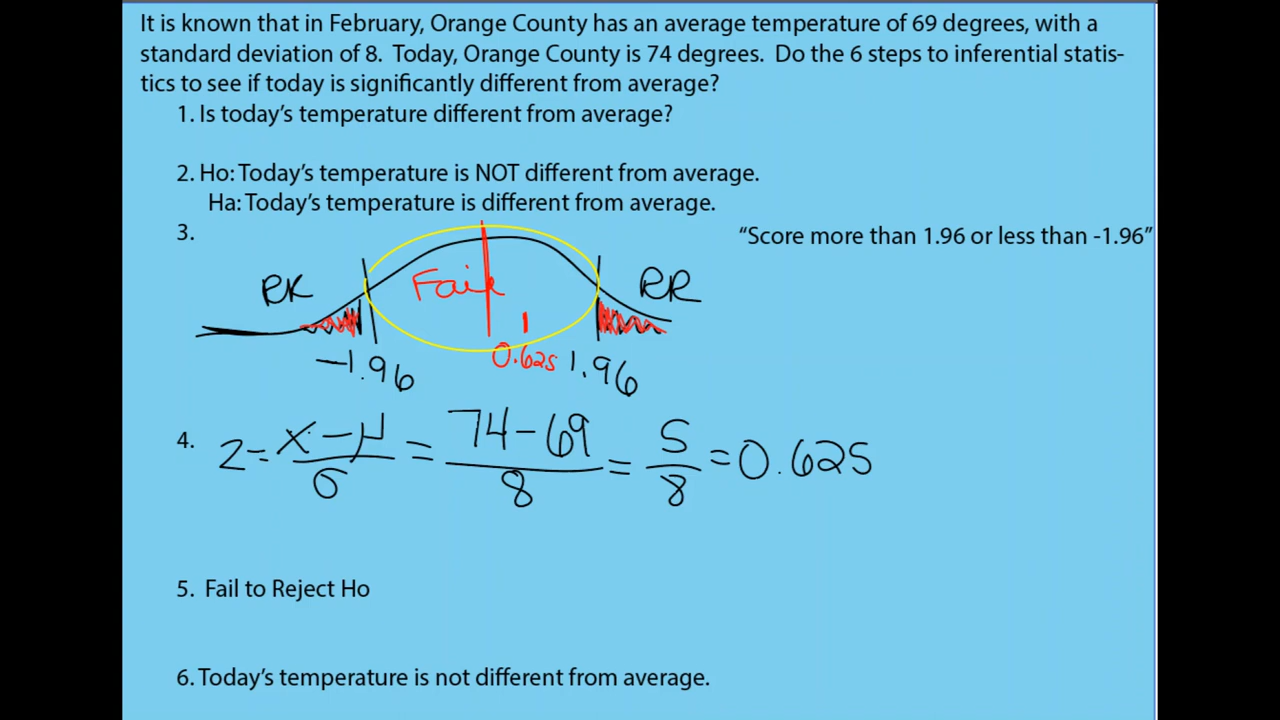 It is known that in February, Orange County has an average temperature of 69 degrees, with a
standard deviation of 8. Today, Orange County is 74 degrees. Do the 6 steps to inferential statis-
tics to see if today is significantly different from average?
1. Is today's temperature different from average?
2. Ho: Today's temperature is NOT different from average.
Ha: Today's temperature is different from average.
3.
"Score more than 1.96 or less than -1.96"
RR Fail RR
-1.96 0.625 1.96
4. z = x - μ / σ = 74 - 69 / 8 = 5 / 8 = 0.625
5. Fail to Reject Ho
6. Today's temperature is not different from average.